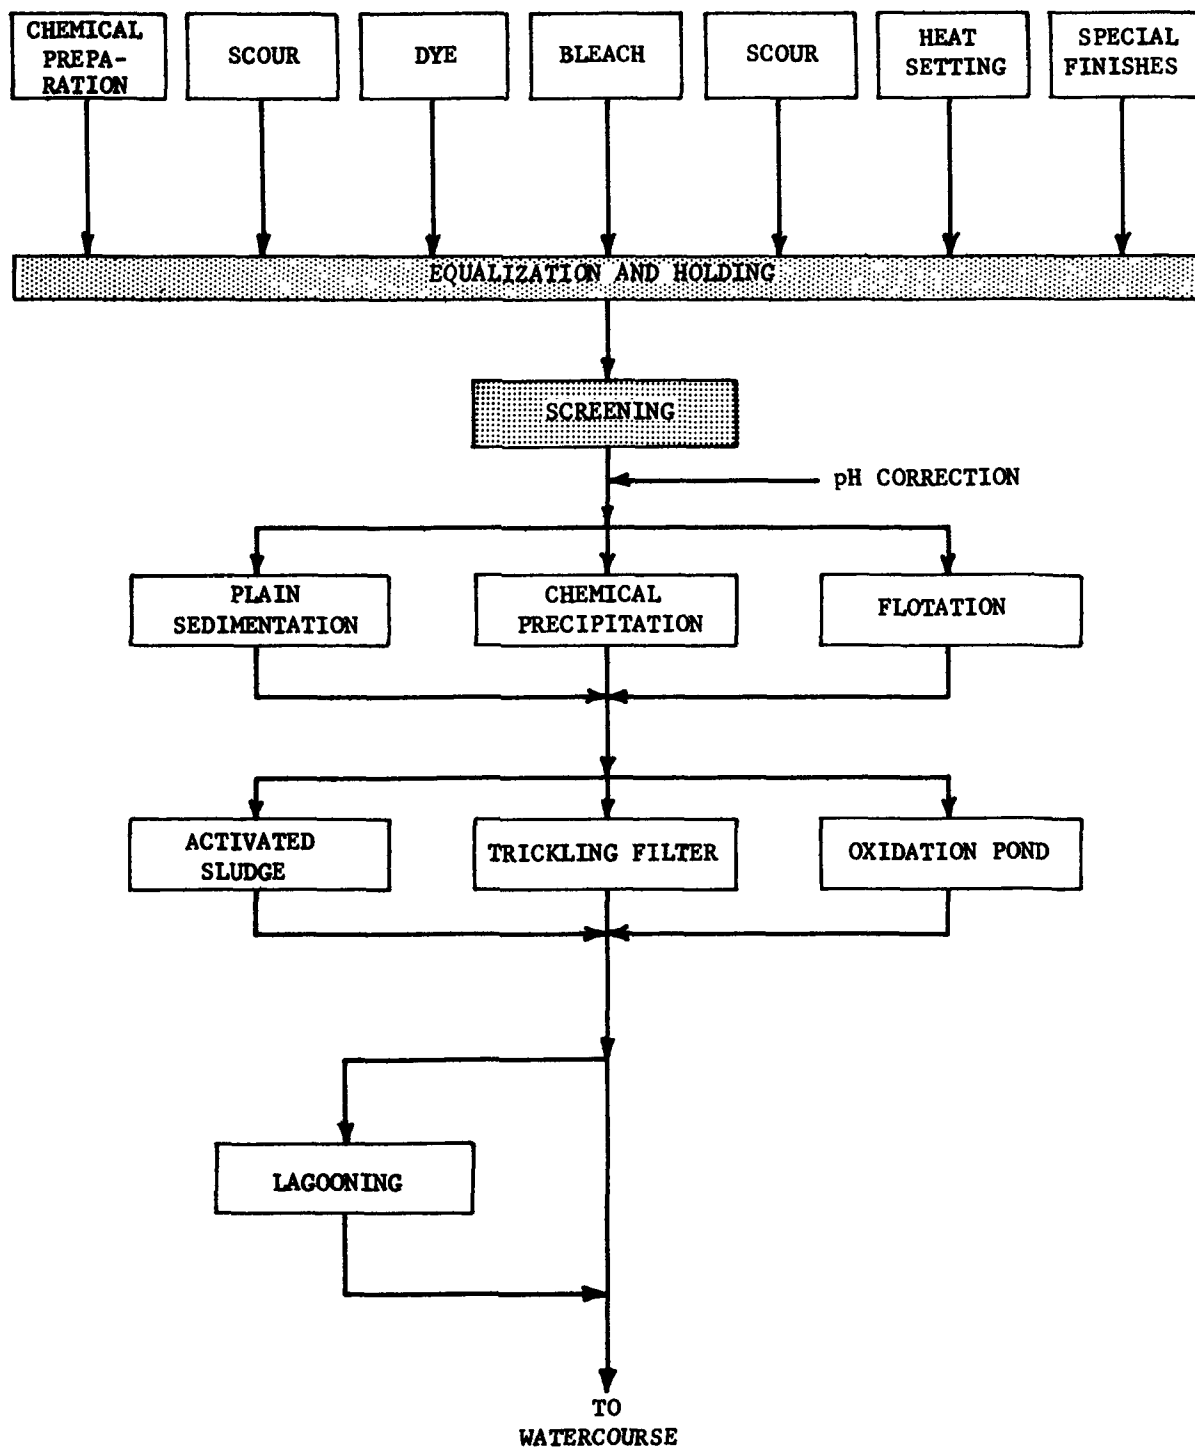 CHEMICAL
PREPA-
RATION
SCOUR
DYE
BLEACH
SCOUR
HEAT
SETTING
SPECIAL
FINISHES
EQUALIZATION AND HOLDING
SCREENING
pH CORRECTION
PLAIN
SEDIMENTATION
CHEMICAL
PRECIPITATION
FLOTATION
ACTIVATED
SLUDGE
TRICKLING FILTER
OXIDATION POND
LAGOONING
TO
WATERCOURSE